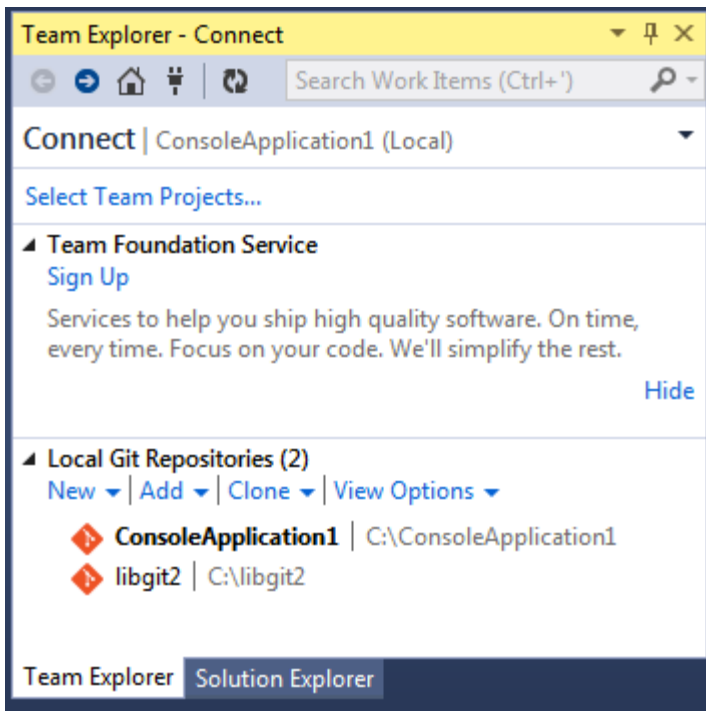 Team Explorer - Connect
Search Work Items (Ctrl+')
Connect | ConsoleApplication1 (Local)
Select Team Projects...
Team Foundation Service
Sign Up
Services to help you ship high quality software. On time,
every time. Focus on your code. We'll simplify the rest.
Hide
Local Git Repositories (2)
New | Add | Clone | View Options
ConsoleApplication1 | C:\ConsoleApplication1
libgit2 | C:\libgit2
Team Explorer Solution Explorer